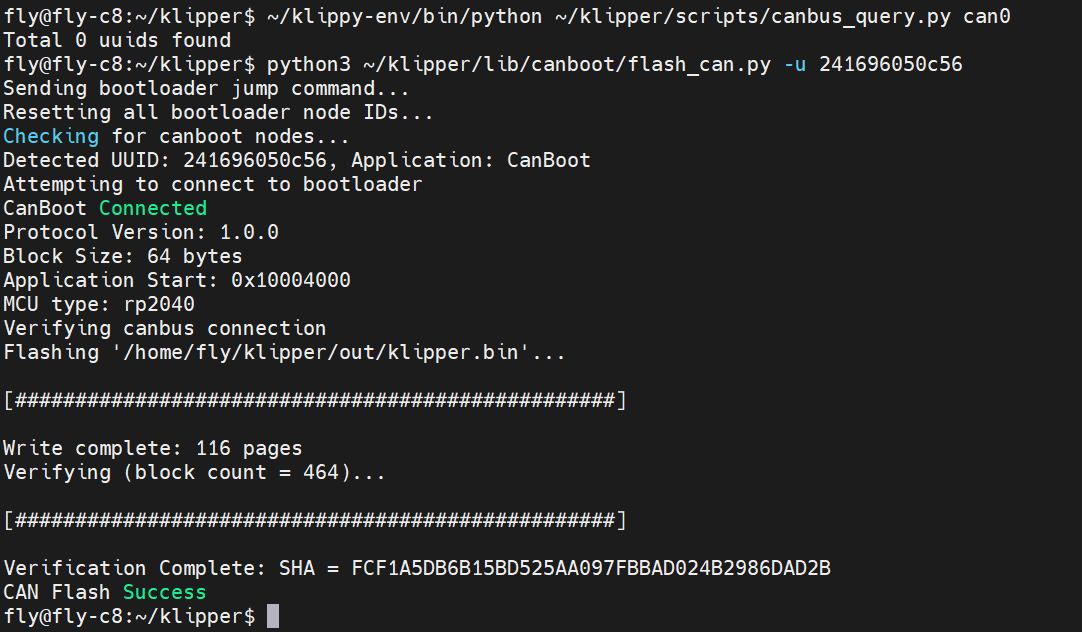 fly@fly-c8:~/klipper$ ~/klippy-env/bin/python ~/klipper/scripts/canbus_query.py can0
Total 0 uuids found
fly@fly-c8:~/klipper$ python3 ~/klipper/lib/canboot/flash_can.py -u 241696050c56
Sending bootloader jump command...
Resetting all bootloader node IDs...
Checking for canboot nodes...
Detected UUID: 241696050c56, Application: CanBoot
Attempting to connect to bootloader
CanBoot Connected
Protocol Version: 1.0.0
Block Size: 64 bytes
Application Start: 0x10004000
MCU type: rp2040
Verifying canbus connection
Flashing '/home/fly/klipper/out/klipper.bin'...
[##################################################]
Write complete: 116 pages
Verifying (block count = 464)...
[##################################################]
Verification Complete: SHA = FCF1A5DB6B15BD525AA097FBBAD024B2986DAD2B
CAN Flash Success
fly@fly-c8:~/klipper$